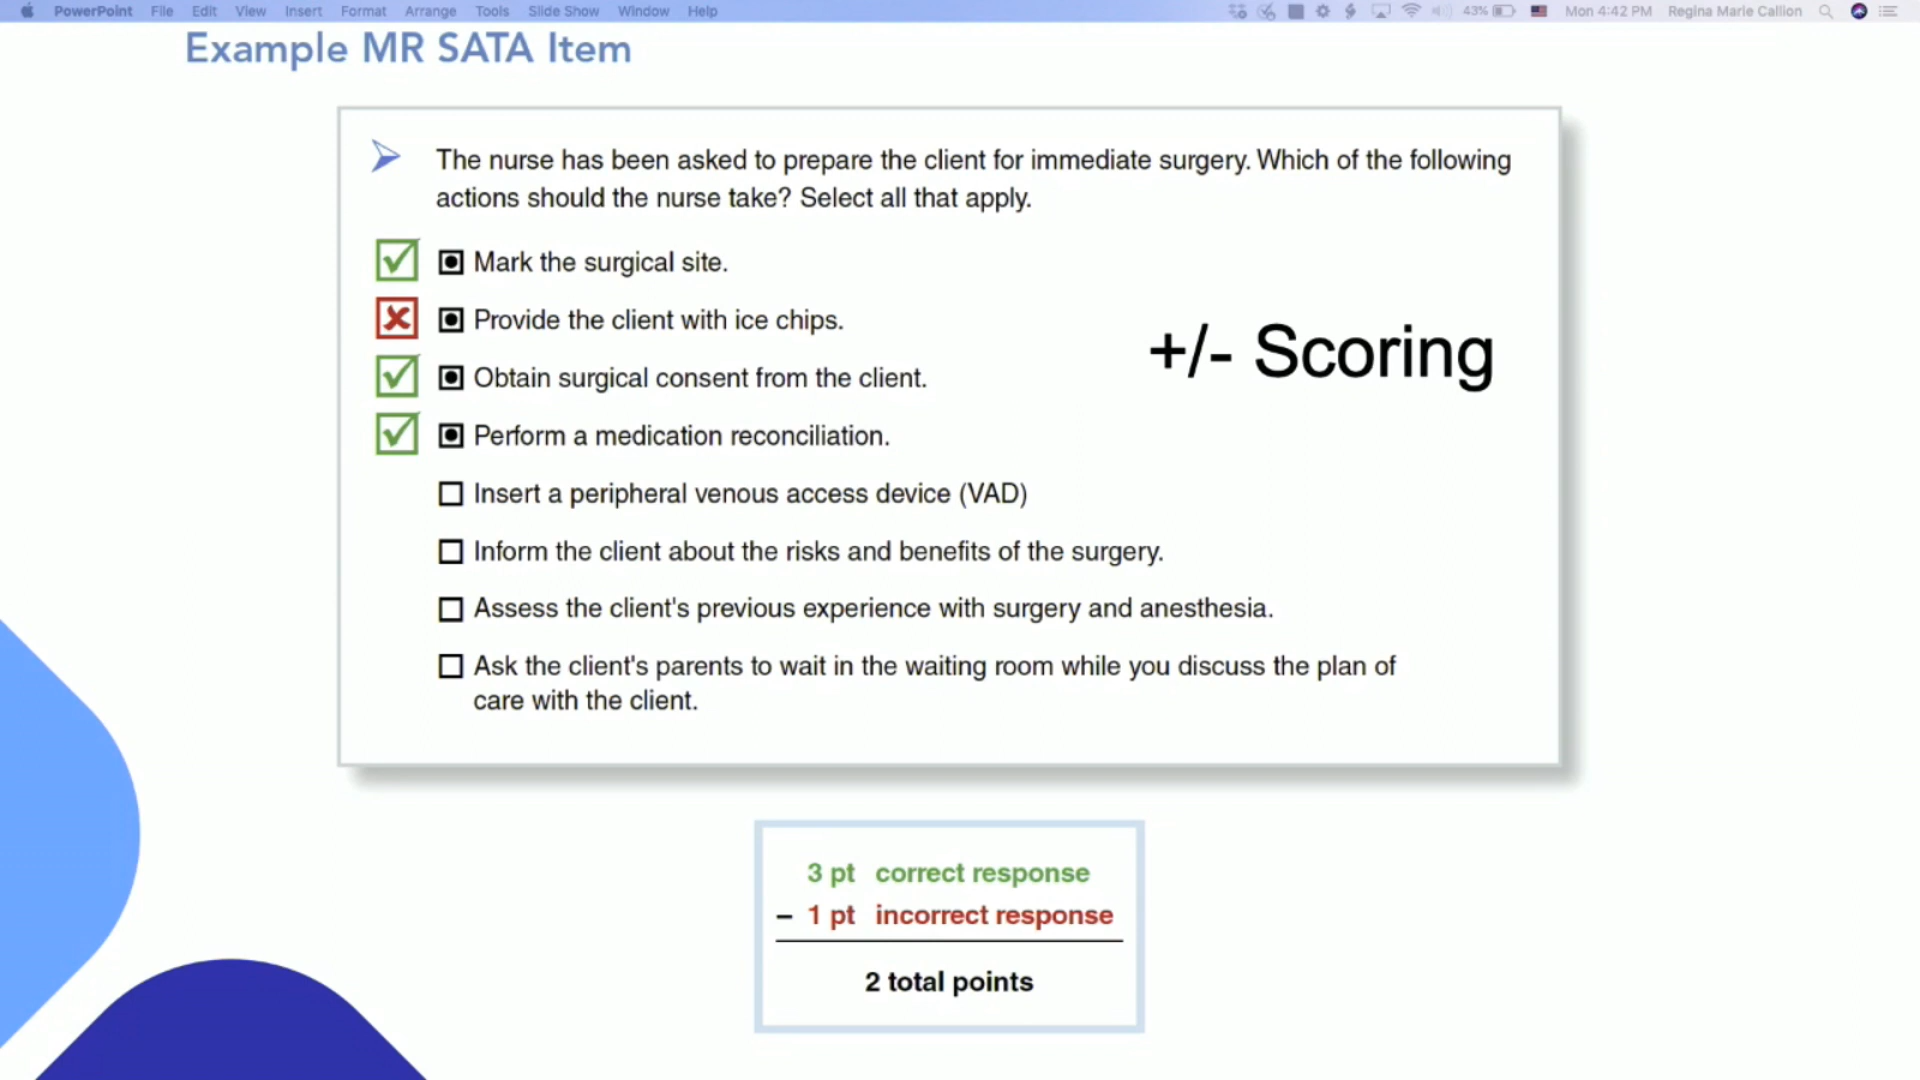 PowerPoint File Edit View Insert Format Arrange Tools Slide Show Window Help 43% Mon 4:42 PM Regina Marie Callion
Example MR SATA Item
The nurse has been asked to prepare the client for immediate surgery. Which of the following
actions should the nurse take? Select all that apply.
Mark the surgical site.
Provide the client with ice chips.
+/- Scoring
Obtain surgical consent from the client.
Perform a medication reconciliation.
Insert a peripheral venous access device (VAD)
Inform the client about the risks and benefits of the surgery.
Assess the client's previous experience with surgery and anesthesia.
Ask the client's parents to wait in the waiting room while you discuss the plan of
care with the client.
3 pt correct response
– 1 pt incorrect response
2 total points